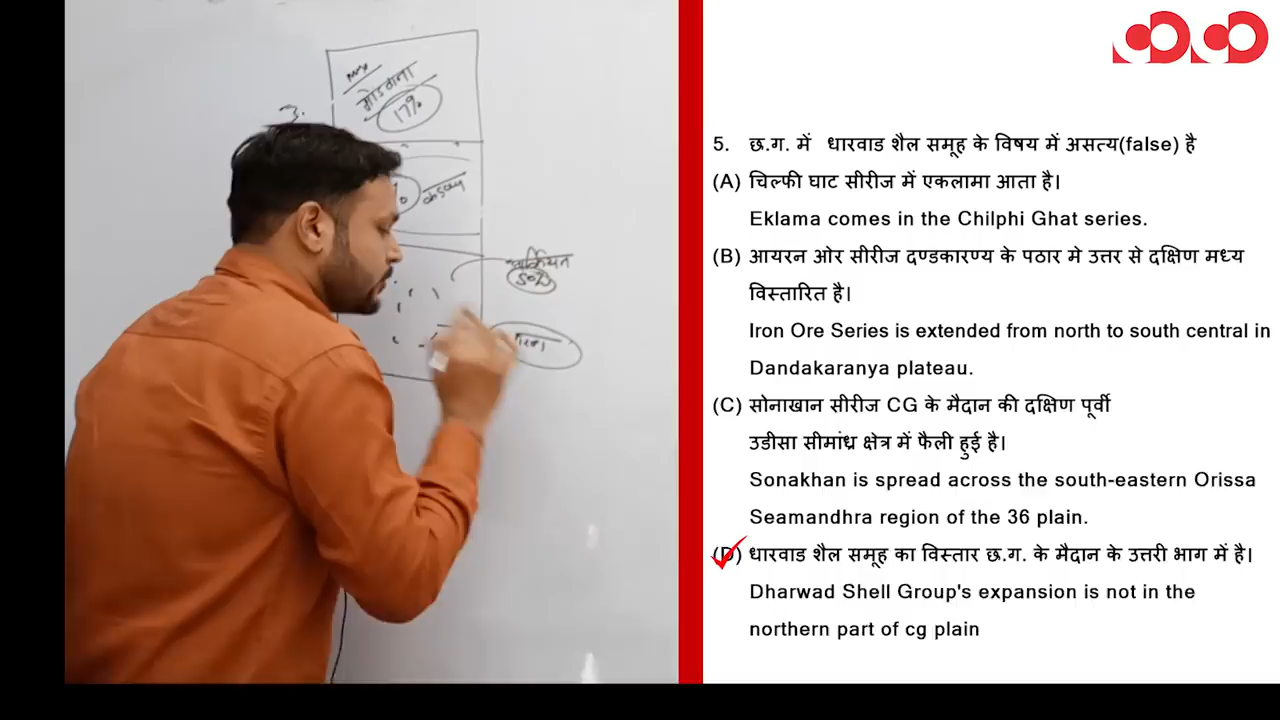 गोंडवाना
17%
आर्कियन
50%
5. छ.ग. में धारवाड शैल समूह के विषय में असत्य(false) है
(A) चिल्फी घाट सीरीज में एकलामा आता है।
Eklama comes in the Chilphi Ghat series.
(B) आयरन ओर सीरीज दण्डकारण्य के पठार मे उत्तर से दक्षिण मध्य
विस्तारित है।
Iron Ore Series is extended from north to south central in
Dandakaranya plateau.
(C) सोनाखान सीरीज CG के मैदान की दक्षिण पूर्वी
उडीसा सीमांध्र क्षेत्र में फैली हुई है।
Sonakhan is spread across the south-eastern Orissa
Seamandhra region of the 36 plain.
(D) धारवाड शैल समूह का विस्तार छ.ग. के मैदान के उत्तरी भाग में है।
Dharwad Shell Group's expansion is not in the
northern part of cg plain